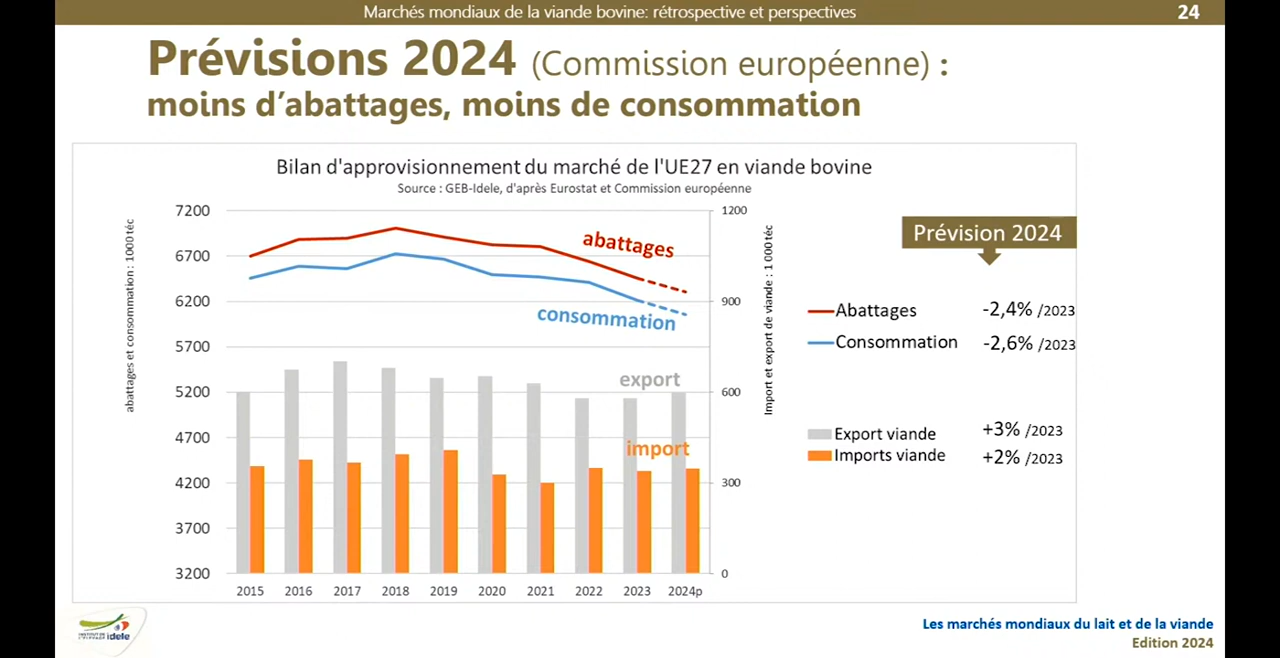 Marchés mondiaux de la viande bovine: rétrospective et perspectives
24
Prévisions 2024 (Commission européenne) :
moins d’abattages, moins de consommation
Bilan d'approvisionnement du marché de l'UE27 en viande bovine
Source : GEB-Idele, d'après Eurostat et Commission européenne
abattages et consommation : 1000 téc
7200
6700
6200
5700
5200
4700
4200
3700
3200
1200
900
600
300
0
Import et export de viande : 1 000 téc
abattages
consommation
export
import
2015 2016 2017 2018 2019 2020 2021 2022 2023 2024p
Prévision 2024
Abattages -2,4% /2023
Consommation -2,6% /2023
Export viande +3% /2023
Imports viande +2% /2023
idele
Les marchés mondiaux du lait et de la viande
Edition 2024